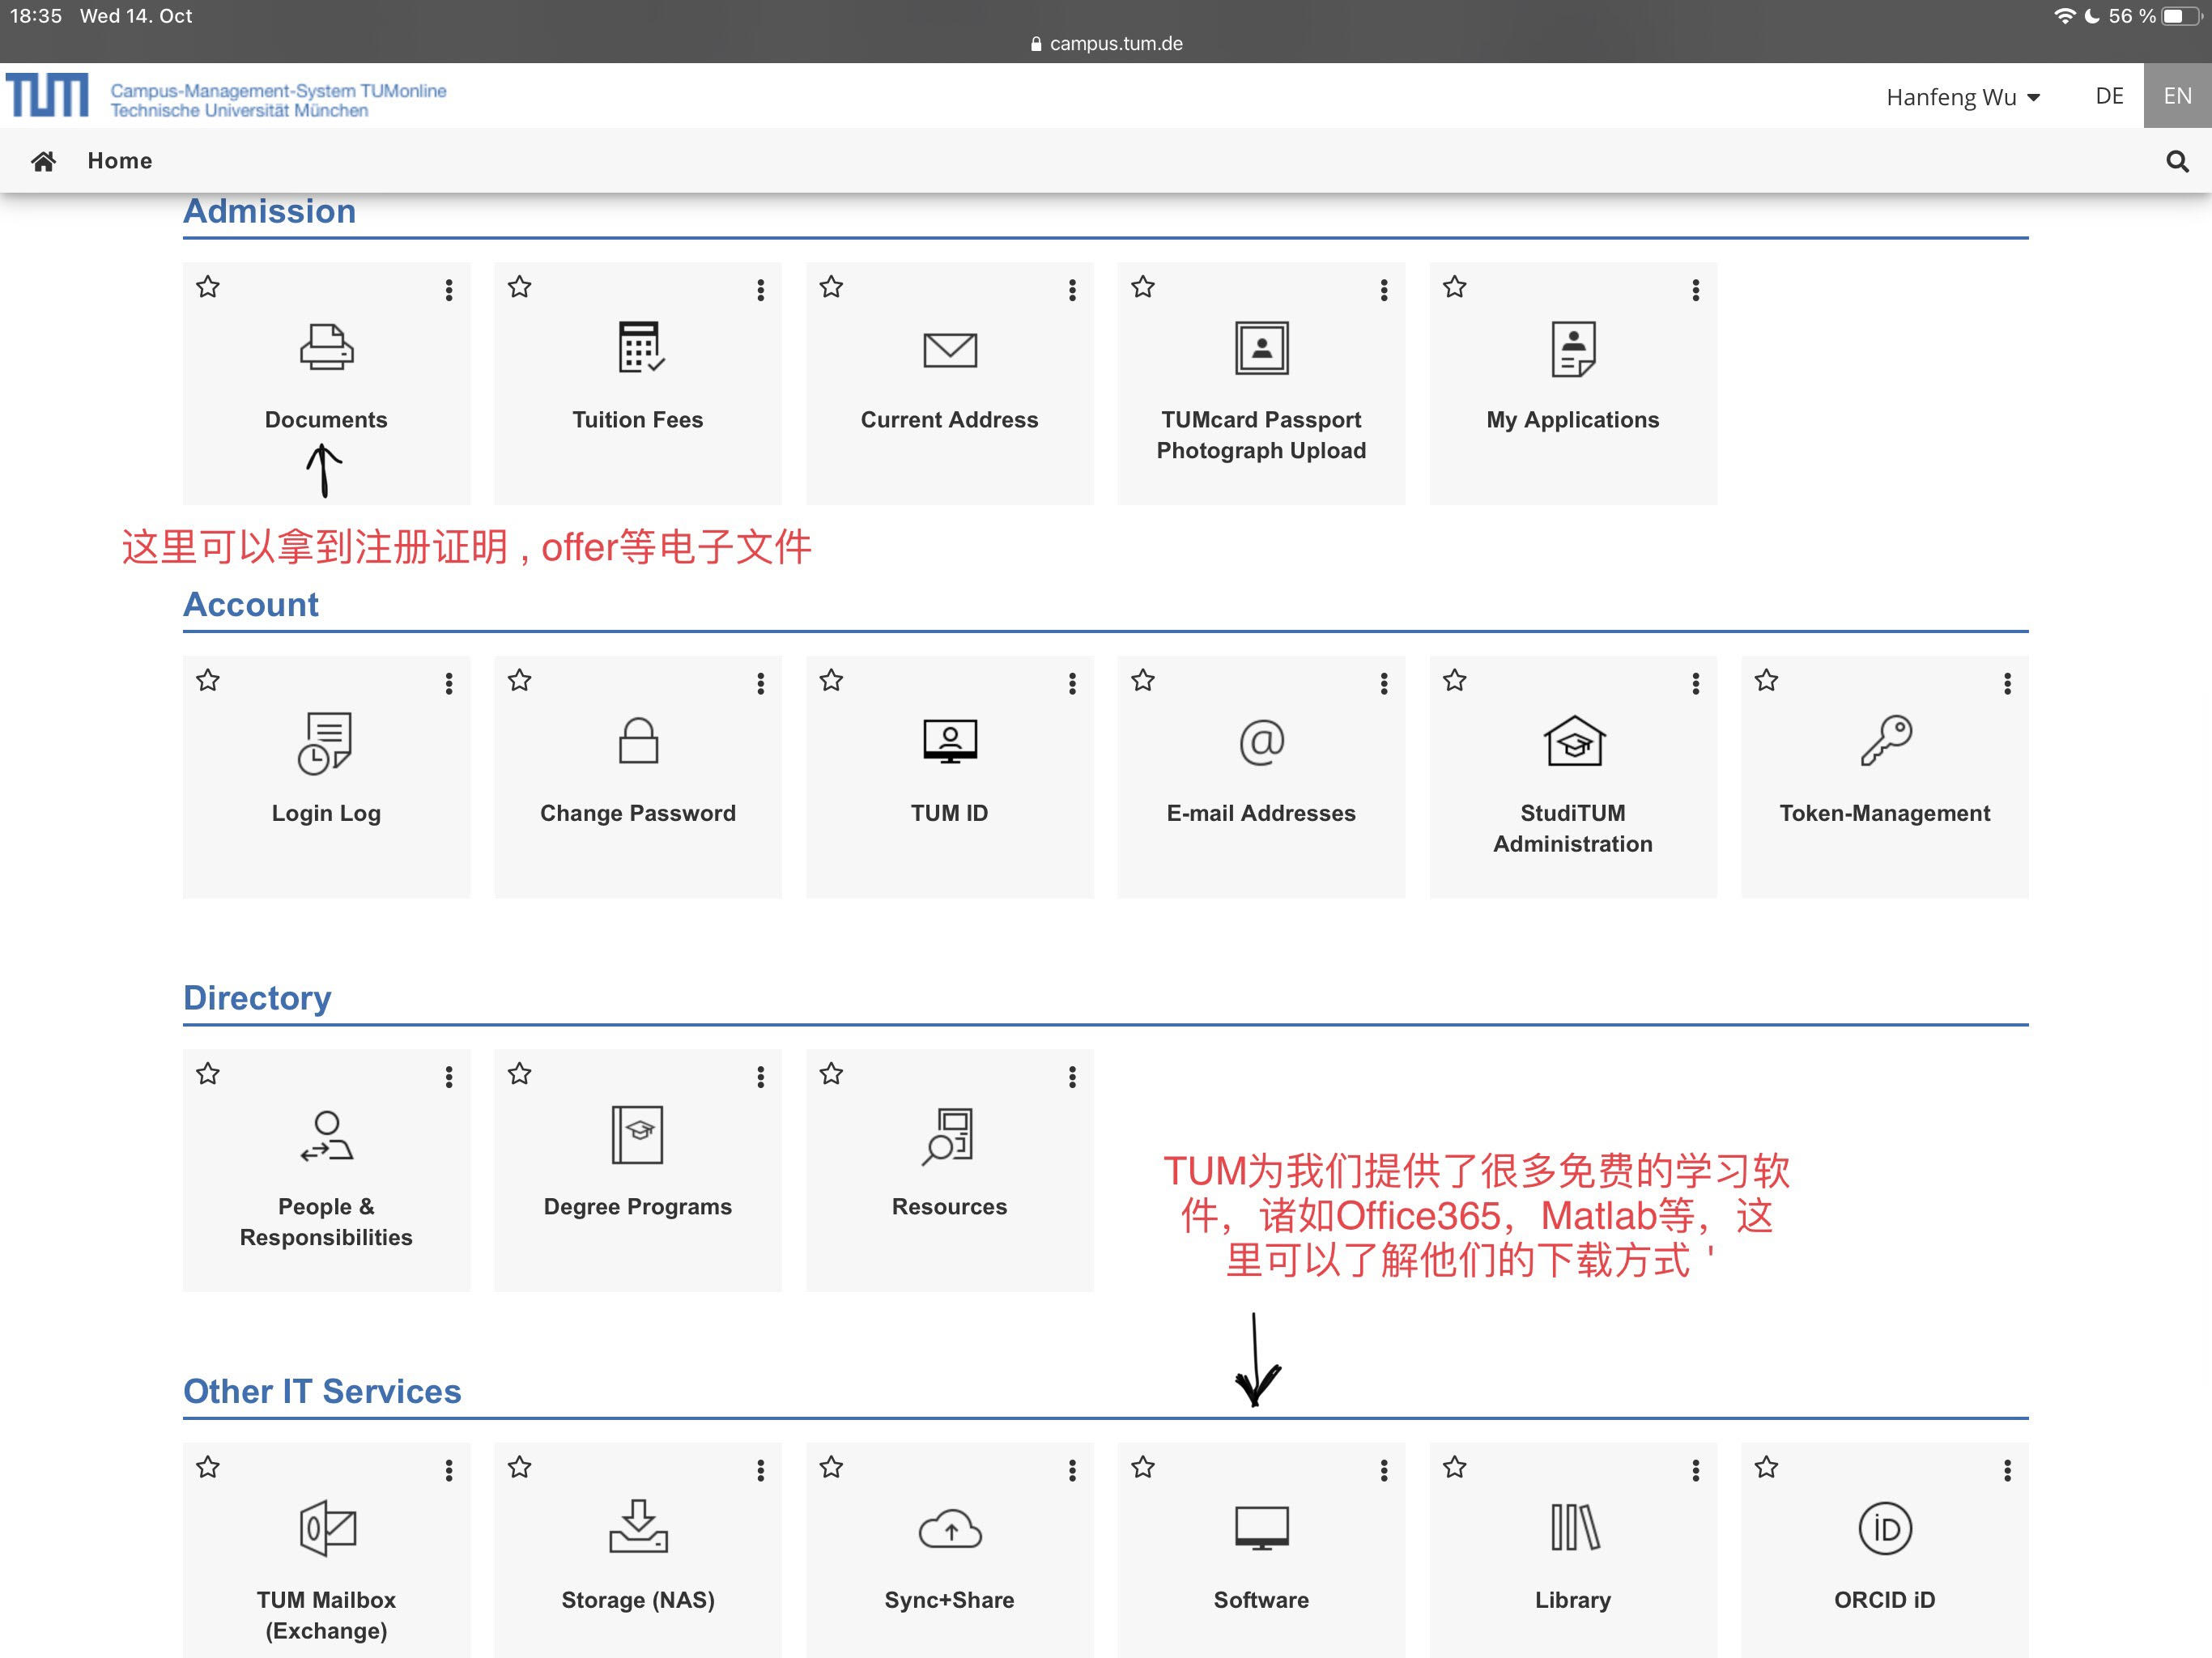 18:35 Wed 14. Oct
56 %
campus.tum.de
TUM
Campus-Management-System TUMonline
Technische Universität München
Hanfeng Wu
DE
EN
Home
Admission
Documents
Tuition Fees
Current Address
TUMcard Passport
Photograph Upload
My Applications
这里可以拿到注册证明 , offer等电子文件
Account
Login Log
Change Password
TUM ID
@
E-mail Addresses
StudiTUM
Administration
Token-Management
Directory
People &
Responsibilities
Degree Programs
Resources
TUM为我们提供了很多免费的学习软
件，诸如Office365，Matlab等，这
里可以了解他们的下载方式 '
Other IT Services
TUM Mailbox
(Exchange)
Storage (NAS)
Sync+Share
Software
Library
iD
ORCID iD